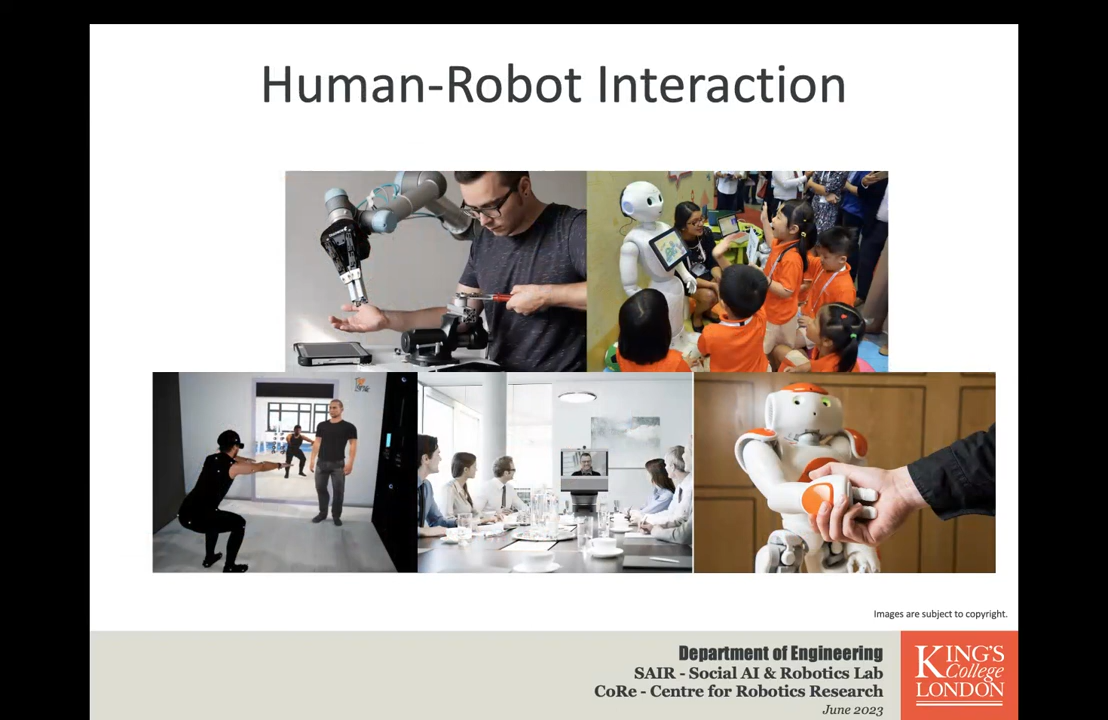 Human-Robot Interaction
Images are subject to copyright.
Department of Engineering
SAIR - Social AI & Robotics Lab
CoRe - Centre for Robotics Research
June 2023
KING'S
College
LONDON